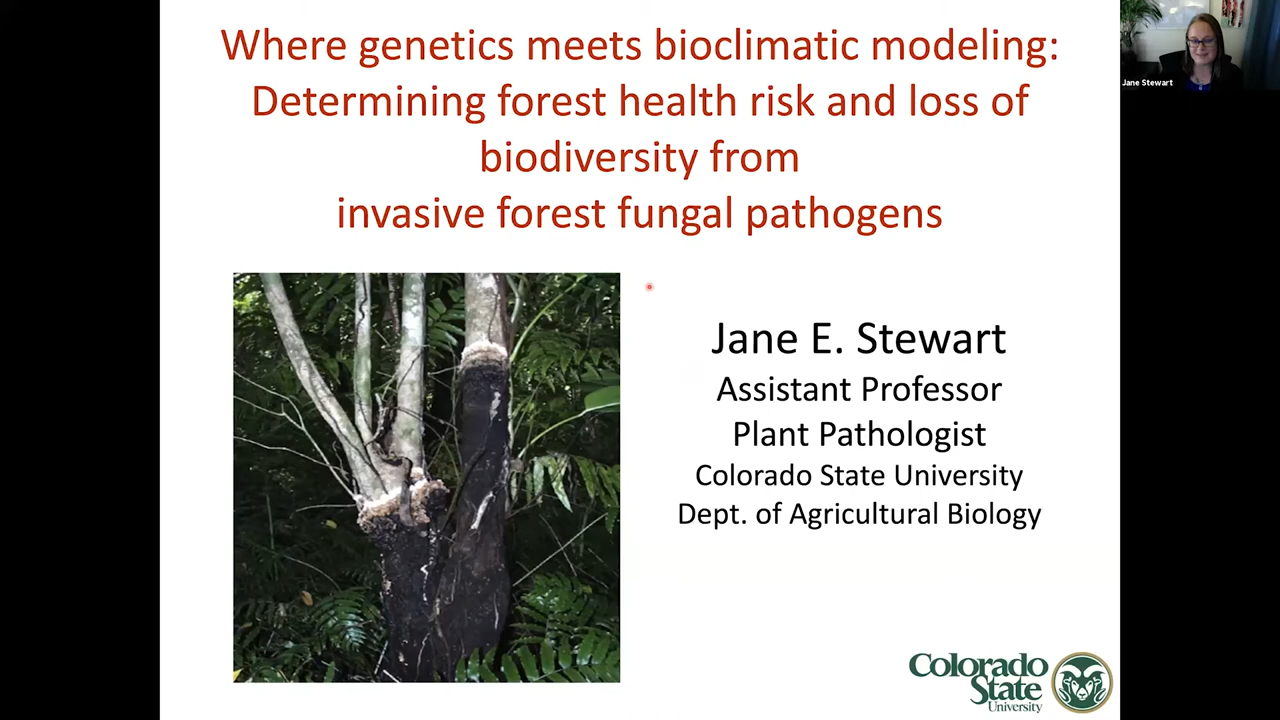 Where genetics meets bioclimatic modeling:
Determining forest health risk and loss of
biodiversity from
invasive forest fungal pathogens
Jane Stewart
Jane E. Stewart
Assistant Professor
Plant Pathologist
Colorado State University
Dept. of Agricultural Biology
Colorado
State
University